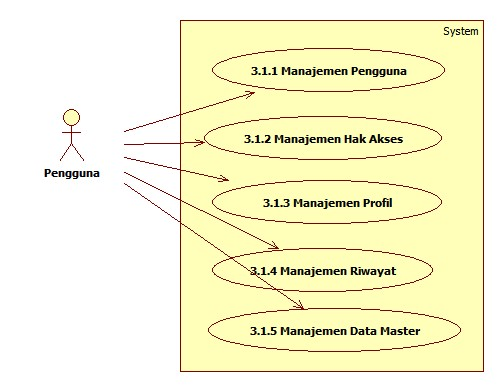 System
3.1.1 Manajemen Pengguna
3.1.2 Manajemen Hak Akses
Pengguna
3.1.3 Manajemen Profil
3.1.4 Manajemen Riwayat
3.1.5 Manajemen Data Master